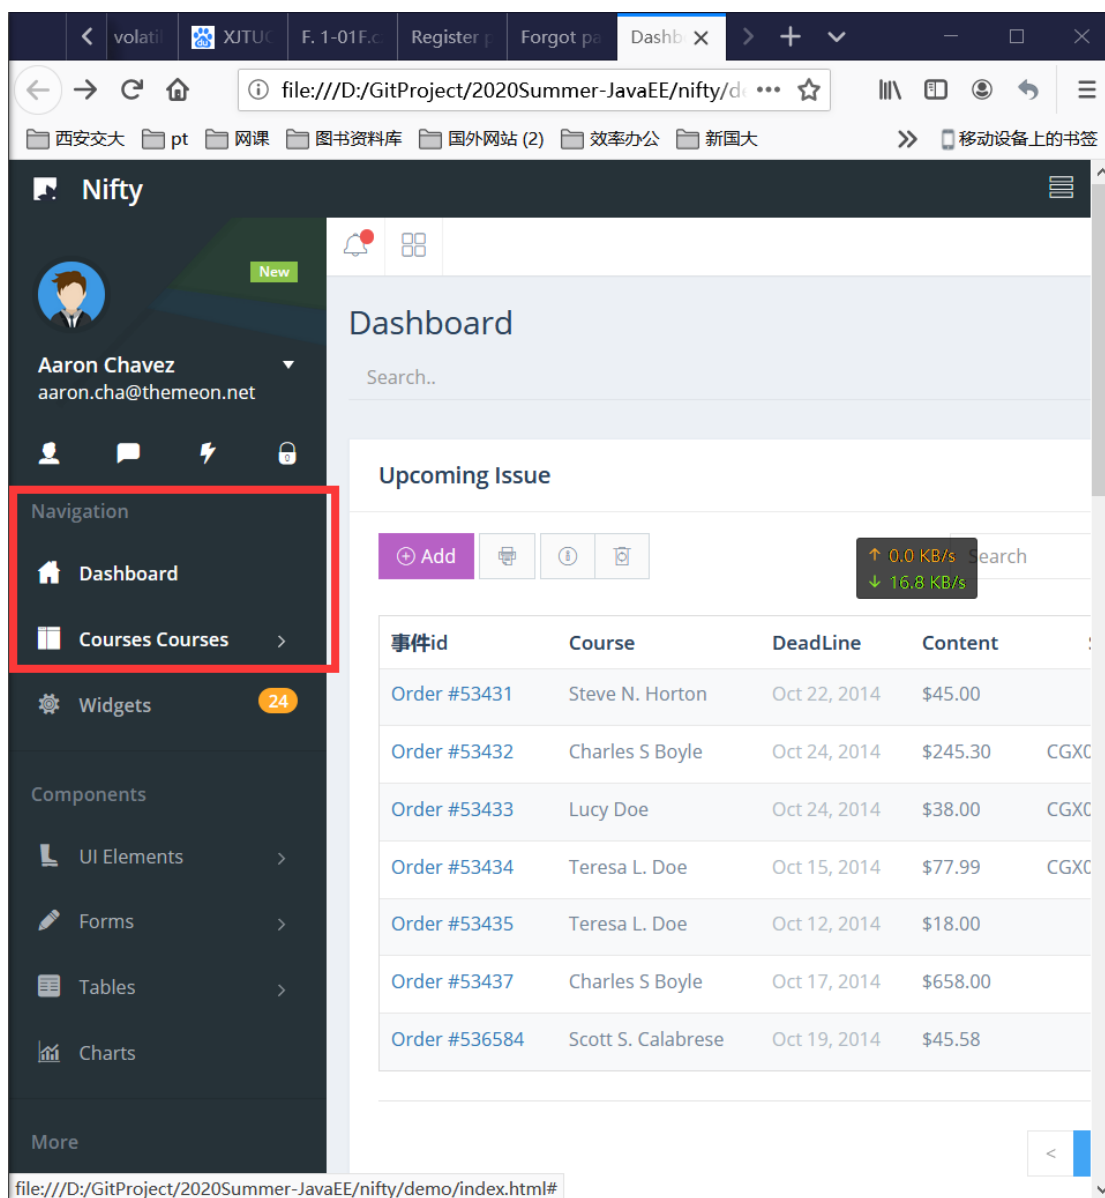 volatil XJTUC F. 1-01F.c Register p Forgot pa Dashb
file:///D:/GitProject/2020Summer-JavaEE/nifty/d
西安交大 pt 网课 图书资料库 国外网站 (2) 效率办公 新国大 移动设备上的书签
Nifty
New
Aaron Chavez
aaron.cha@themeon.net
Navigation
Dashboard
Courses Courses
Widgets 24
Components
UI Elements
Forms
Tables
Charts
More
Dashboard
Search..
Upcoming Issue
Add
Search
↑ 0.0 KB/s
↓ 16.8 KB/s
事件id Course DeadLine Content
Order #53431 Steve N. Horton Oct 22, 2014 $45.00
Order #53432 Charles S Boyle Oct 24, 2014 $245.30 CGX0
Order #53433 Lucy Doe Oct 24, 2014 $38.00 CGX0
Order #53434 Teresa L. Doe Oct 15, 2014 $77.99 CGX0
Order #53435 Teresa L. Doe Oct 12, 2014 $18.00
Order #53437 Charles S Boyle Oct 17, 2014 $658.00
Order #536584 Scott S. Calabrese Oct 19, 2014 $45.58
<
file:///D:/GitProject/2020Summer-JavaEE/nifty/demo/index.html#